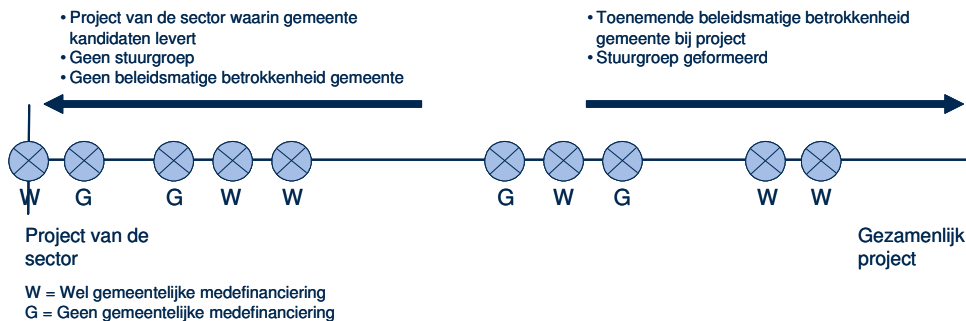 • Project van de sector waarin gemeente
kandidaten levert
• Geen stuurgroep
• Geen beleidsmatige betrokkenheid gemeente
• Toenemende beleidsmatige betrokkenheid
gemeente bij project
• Stuurgroep geformeerd
W G G W W G W G W W
Project van de
sector
Gezamenlijk
project
W = Wel gemeentelijke medefinanciering
G = Geen gemeentelijke medefinanciering